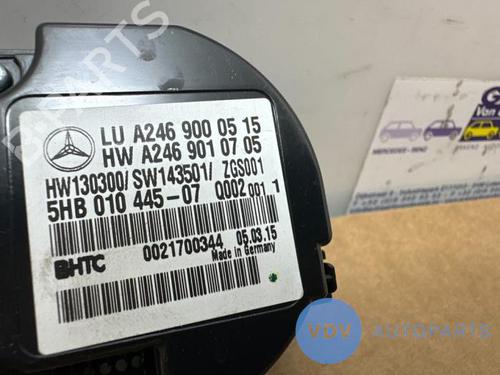 LU A246 900 05 15
HW A246 901 07 05
HW130300/ SW143501/ ZGS001
5HB 010 445-07 0002 001 1
BHTC 0021700344 05.03.15
Made in Germany
VDV AUTOPARTS